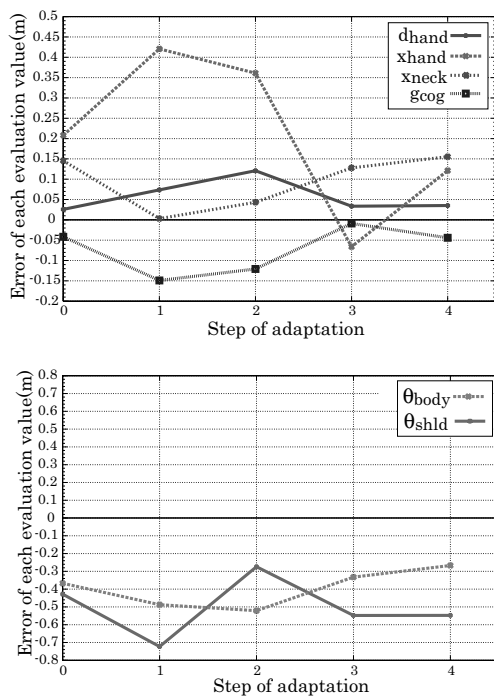 Error of each evaluation value(m)
0.5
0.45
0.4
0.35
0.3
0.25
0.2
0.15
0.1
0.05
0
-0.05
-0.1
-0.15
-0.2
dhand
xhand
xneck
gcog
0 1 2 3 4
Step of adaptation
Error of each evaluation value(m)
0.8
0.7
0.6
0.5
0.4
0.3
0.2
0.1
0
-0.1
-0.2
-0.3
-0.4
-0.5
-0.6
-0.7
-0.8
θbody
θshld
0 1 2 3 4
Step of adaptation